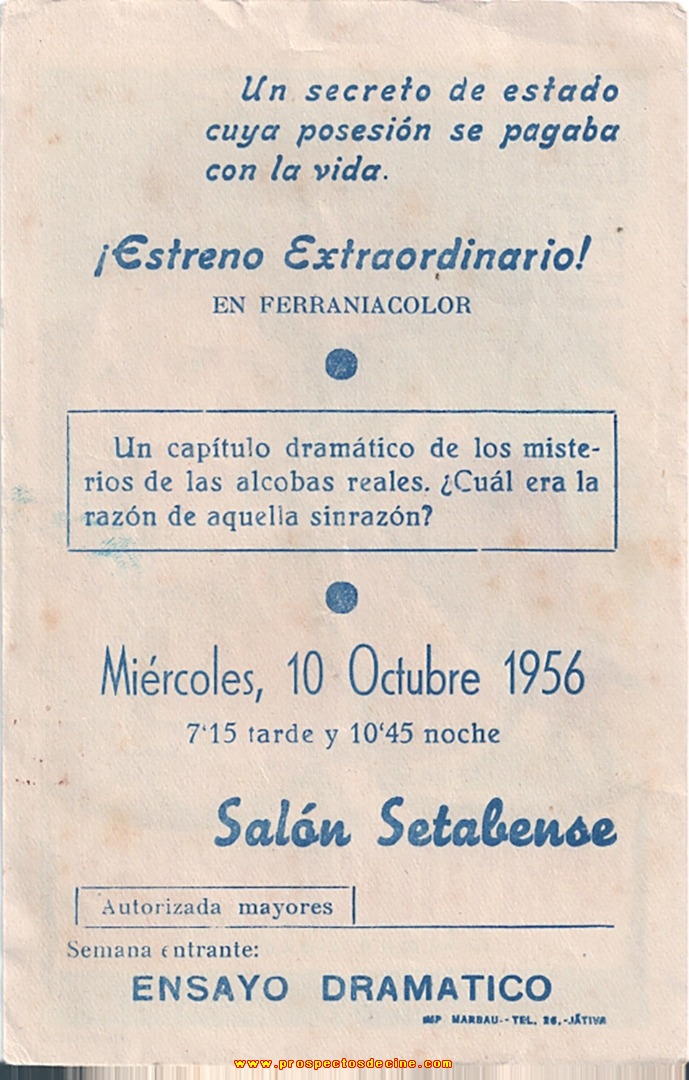 Un secreto de estado
cuya posesión se pagaba
con la vida.
¡Estreno Extraordinario!
EN FERRANIACOLOR
Un capítulo dramático de los miste-
rios de las alcobas reales. ¿Cuál era la
razón de aquella sinrazón?
Miércoles, 10 Octubre 1956
7'15 tarde y 10'45 noche
Salón Setabense
Autorizada mayores
Semana entrante:
ENSAYO DRAMATICO
IMP MARBAU.-TEL. 26.-JÁTIVA
www.prospectosdecine.com